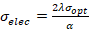 σ_elec = 2λσ_opt / α